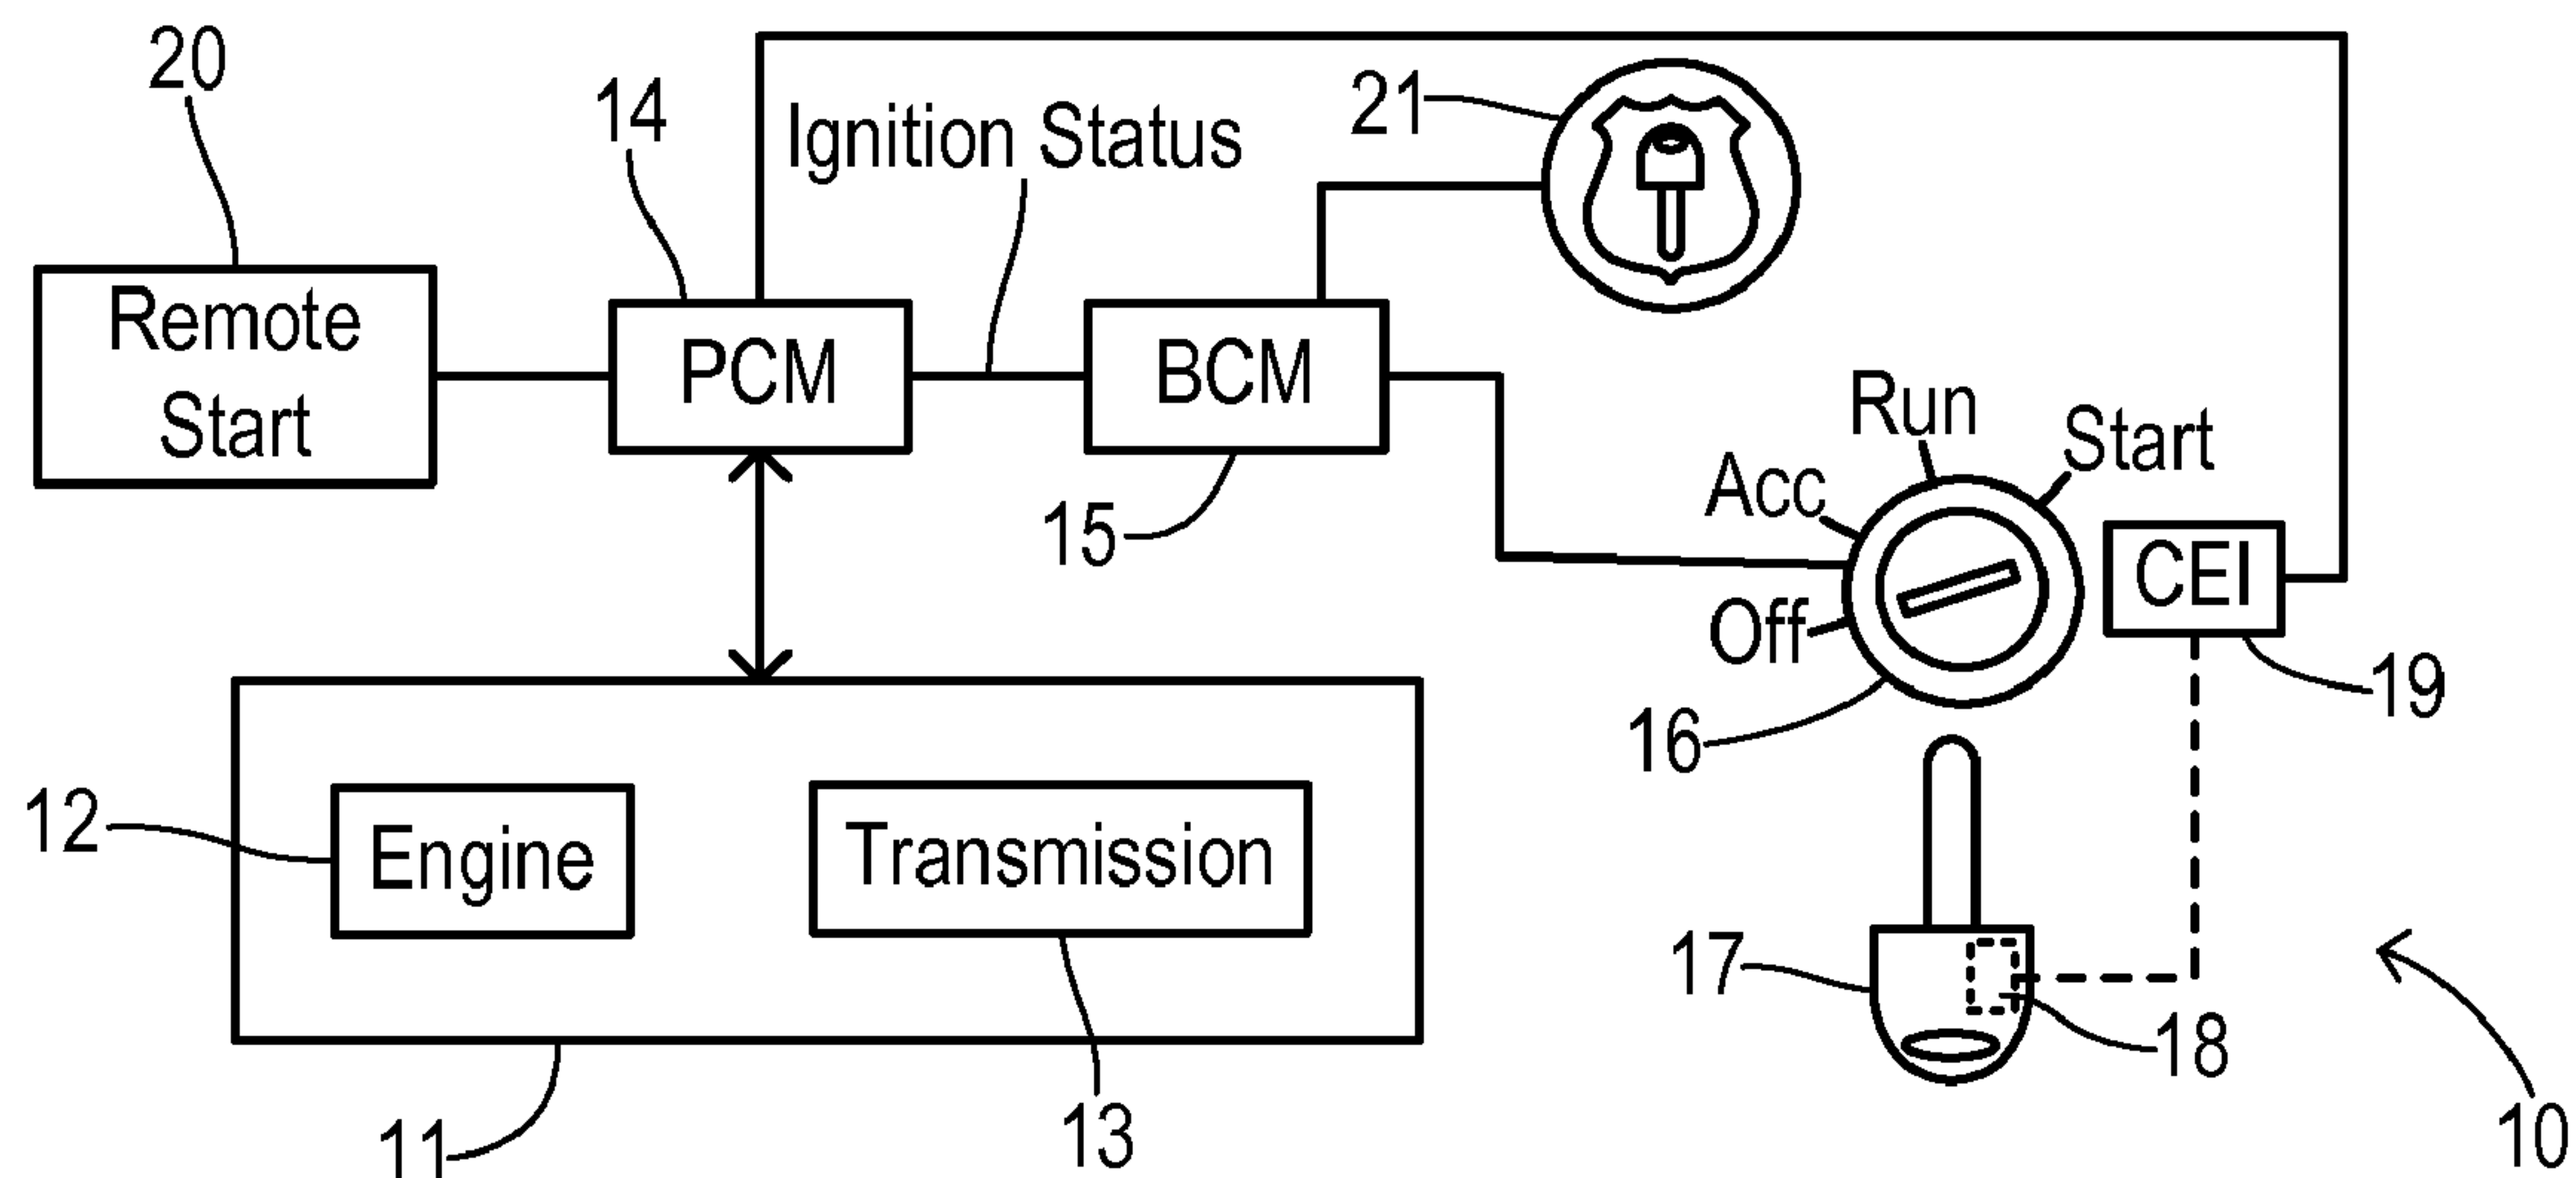 20
14
Ignition Status
21
Remote
Start
PCM
BCM
Run
Start
Acc
Off
15
CEI
16
19
12
Engine
Transmission
17
18
11
13
10